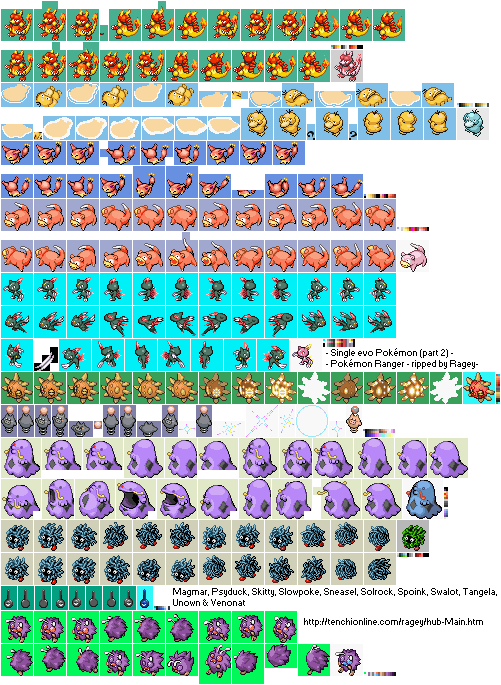 - Single evo Pokémon (part 2) -
- Pokémon Ranger - ripped by Ragey-
Magmar, Psyduck, Skitty, Slowpoke, Sneasel, Solrock, Spoink, Swalot, Tangela,
Unown & Venonat
http://tenchionline.com/ragey/hub-Main.htm